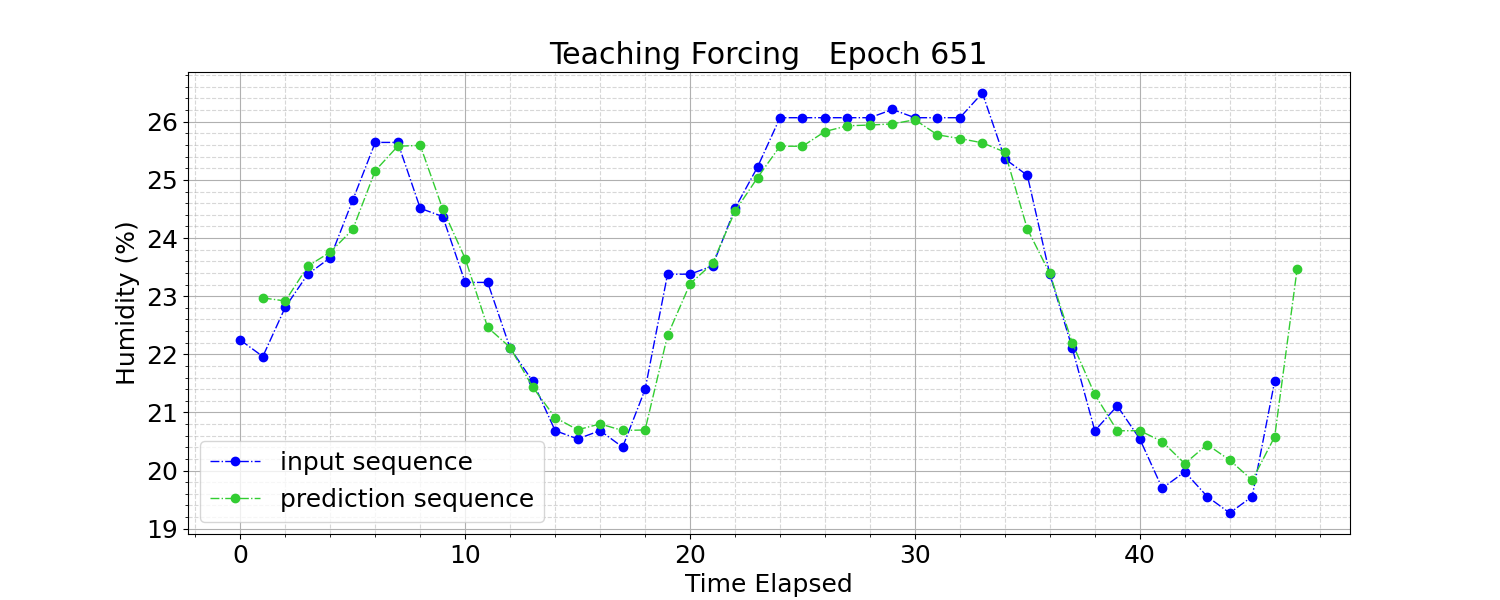 Teaching Forcing   Epoch 651
Humidity (%)
26
25
24
23
22
21
20
19
input sequence
prediction sequence
0 10 20 30 40
Time Elapsed